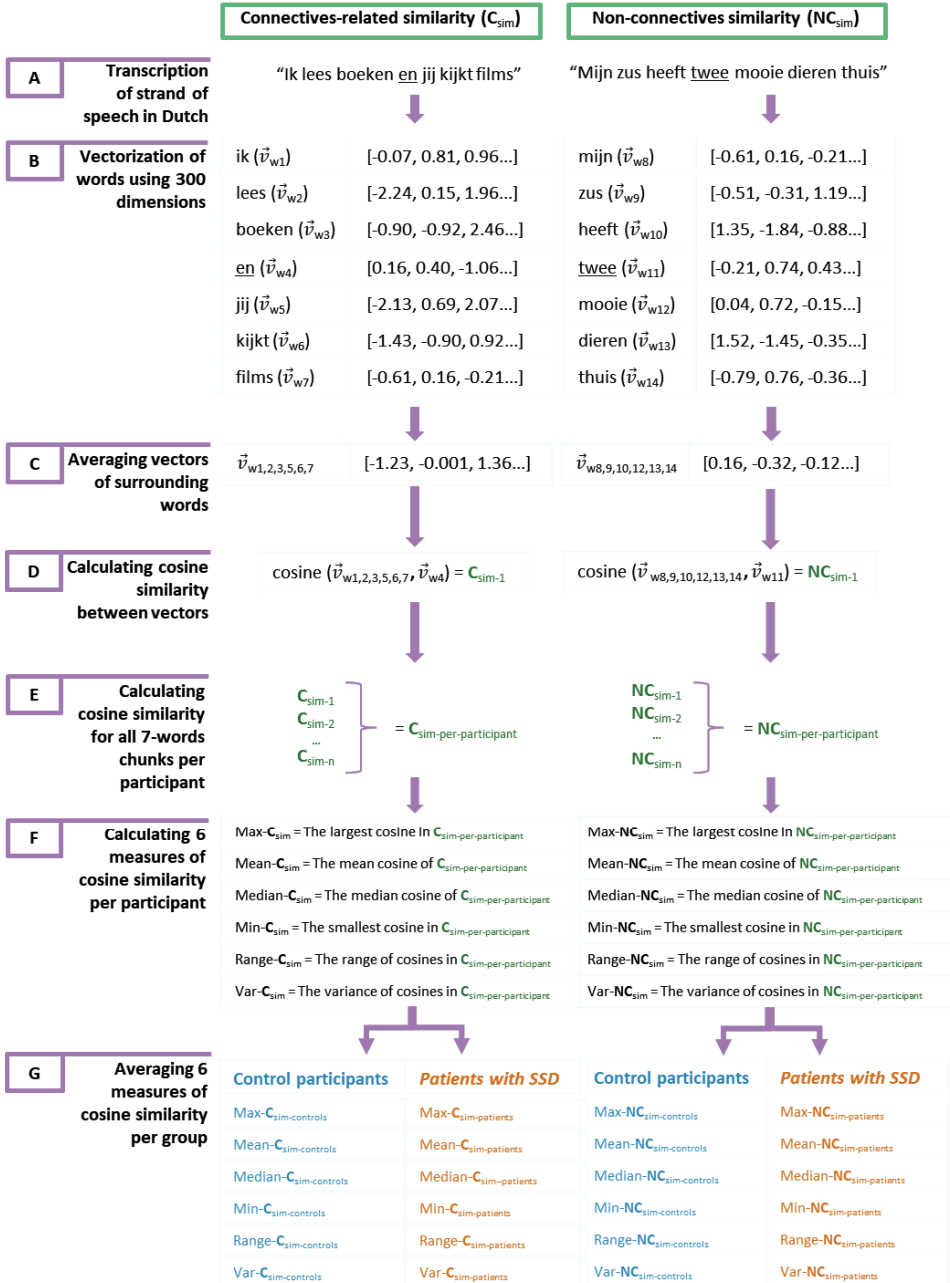 Connectives-related similarity (Csim)
Non-connectives similarity (NCsim)
A
Transcription
of strand of
speech in Dutch
“Ik lees boeken en jij kijkt films”
“Mijn zus heeft twee mooie dieren thuis”
B
Vectorization of
words using 300
dimensions
ik (v⃗w1) [-0.07, 0.81, 0.96...]
lees (v⃗w2) [-2.24, 0.15, 1.96...]
boeken (v⃗w3) [-0.90, -0.92, 2.46...]
en (v⃗w4) [0.16, 0.40, -1.06...]
jij (v⃗w5) [-2.13, 0.69, 2.07...]
kijkt (v⃗w6) [-1.43, -0.90, 0.92...]
films (v⃗w7) [-0.61, 0.16, -0.21...]
mijn (v⃗w8) [-0.61, 0.16, -0.21...]
zus (v⃗w9) [-0.51, -0.31, 1.19...]
heeft (v⃗w10) [1.35, -1.84, -0.88...]
twee (v⃗w11) [-0.21, 0.74, 0.43...]
mooie (v⃗w12) [0.04, 0.72, -0.15...]
dieren (v⃗w13) [1.52, -1.45, -0.35...]
thuis (v⃗w14) [-0.79, 0.76, -0.36...]
C
Averaging vectors
of surrounding
words
v⃗w1,2,3,5,6,7 [-1.23, -0.001, 1.36...]
v⃗w8,9,10,12,13,14 [0.16, -0.32, -0.12...]
D
Calculating cosine
similarity
between vectors
cosine (v⃗w1,2,3,5,6,7, v⃗w4) = Csim-1
cosine (v⃗w8,9,10,12,13,14, v⃗w11) = NCsim-1
E
Calculating
cosine similarity
for all 7-words
chunks per
participant
Csim-1
Csim-2
...
Csim-n
= Csim-per-participant
NCsim-1
NCsim-2
...
NCsim-n
= NCsim-per-participant
F
Calculating 6
measures of
cosine similarity
per participant
Max-Csim = The largest cosine in Csim-per-participant
Mean-Csim = The mean cosine of Csim-per-participant
Median-Csim = The median cosine of Csim-per-participant
Min-Csim = The smallest cosine in Csim-per-participant
Range-Csim = The range of cosines in Csim-per-participant
Var-Csim = The variance of cosines in Csim-per-participant
Max-NCsim = The largest cosine in NCsim-per-participant
Mean-NCsim = The mean cosine of NCsim-per-participant
Median-NCsim = The median cosine of NCsim-per-participant
Min-NCsim = The smallest cosine in NCsim-per-participant
Range-NCsim = The range of cosines in NCsim-per-participant
Var-NCsim = The variance of cosines in NCsim-per-participant
G
Averaging 6
measures of
cosine similarity
per group
Control participants
Max-Csim-controls
Mean-Csim-controls
Median-Csim-controls
Min-Csim-controls
Range-Csim-controls
Var-Csim-controls
Patients with SSD
Max-Csim-patients
Mean-Csim-patients
Median-Csim--patients
Min-Csim-patients
Range-Csim-patients
Var-Csim-patients
Control participants
Max-NCsim-controls
Mean-NCsim-controls
Median-NCsim-controls
Min-NCsim-controls
Range-NCsim-controls
Var-NCsim-controls
Patients with SSD
Max-NCsim-patients
Mean-NCsim-patients
Median-NCsim-patients
Min-NCsim-patients
Range-NCsim-patients
Var-NCsim-patients